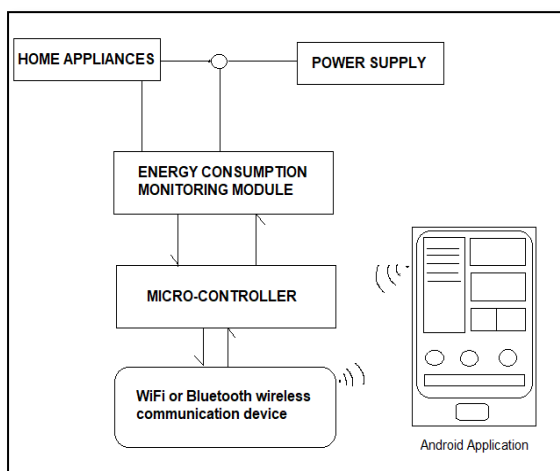 HOME APPLIANCES
POWER SUPPLY
ENERGY CONSUMPTION
MONITORING MODULE
MICRO-CONTROLLER
WiFi or Bluetooth wireless
communication device
Android Application